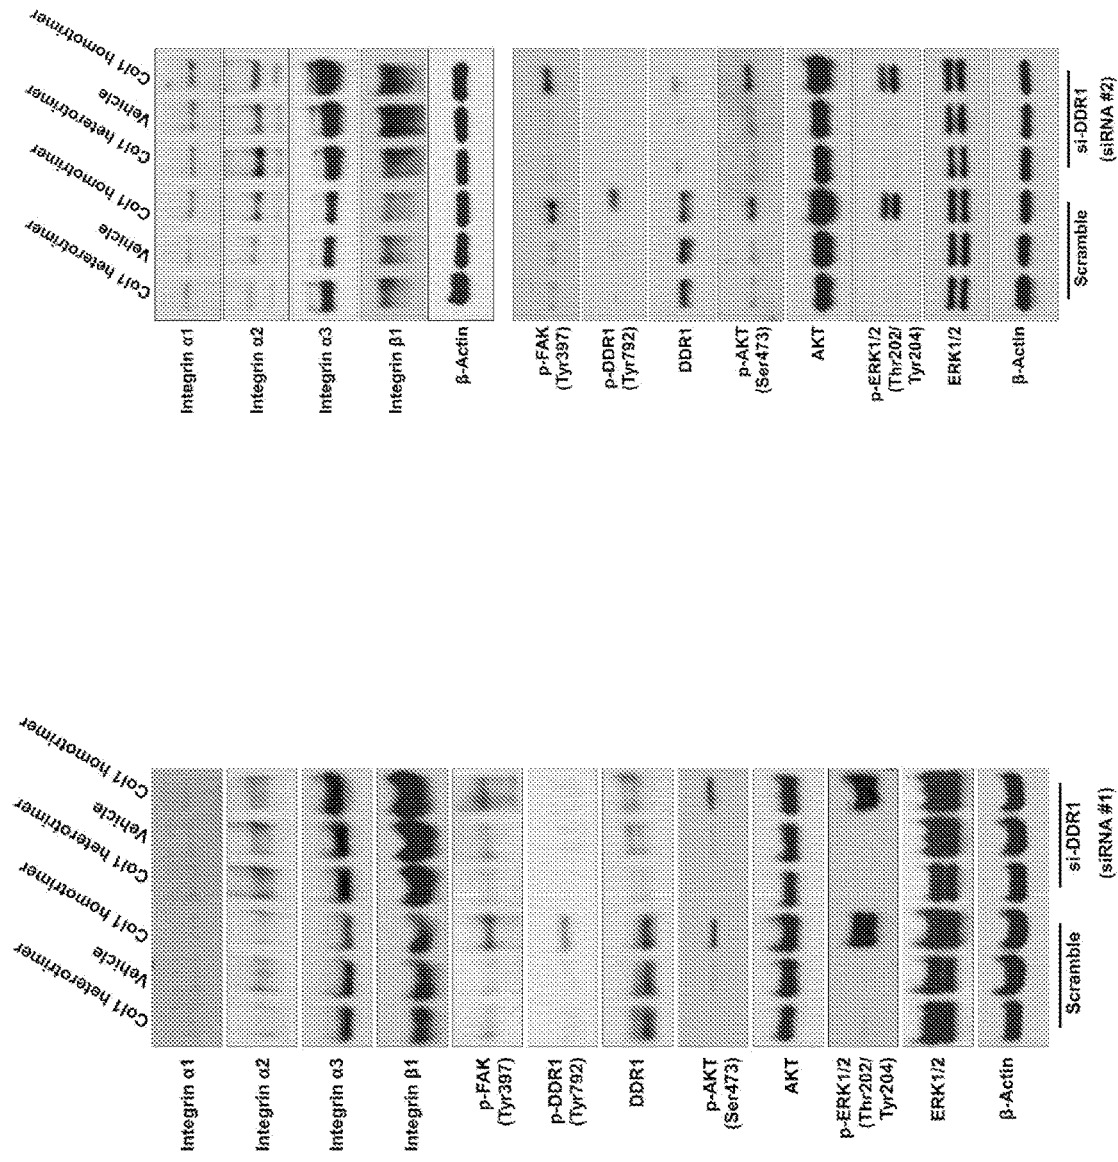 Col1 heterotrimer
Vehicle
Col1 homotrimer
Col1 heterotrimer
Vehicle
Col1 homotrimer
Integrin α1
Integrin α2
Integrin α3
Integrin β1
β-Actin
p-FAK
(Tyr397)
p-DDR1
(Tyr792)
DDR1
p-AKT
(Ser473)
AKT
p-ERK1/2
(Thr202/
Tyr204)
ERK1/2
β-Actin
Scramble
si-DDR1
(siRNA #2)
Col1 heterotrimer
Vehicle
Col1 homotrimer
Col1 heterotrimer
Vehicle
Col1 homotrimer
Integrin α1
Integrin α2
Integrin α3
Integrin β1
p-FAK
(Tyr397)
p-DDR1
(Tyr792)
DDR1
p-AKT
(Ser473)
AKT
p-ERK1/2
(Thr202/
Tyr204)
ERK1/2
β-Actin
Scramble
si-DDR1
(siRNA #1)